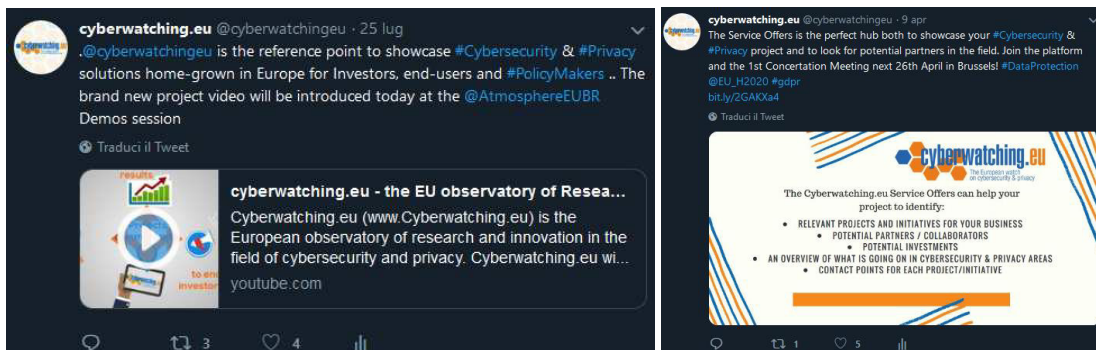 cyberwatching.eu @cyberwatchingeu · 25 lug
.@cyberwatchingeu is the reference point to showcase #Cybersecurity & #Privacy
solutions home-grown in Europe for Investors, end-users and #PolicyMakers .. The
brand new project video will be introduced today at the @AtmosphereEUBR
Demos session
Traduci il Tweet
results
to en
investor
cyberwatching.eu - the EU observatory of Resea...
Cyberwatching.eu (www.Cyberwatching.eu) is the
European observatory of research and innovation in the
field of cybersecurity and privacy. Cyberwatching.eu wi...
youtube.com
3 4
cyberwatching.eu @cyberwatchingeu · 9 apr
The Service Offers is the perfect hub both to showcase your #Cybersecurity &
#Privacy project and to look for potential partners in the field. Join the platform
and the 1st Concertation Meeting next 26th April in Brussels! #DataProtection
@EU_H2020 #gdpr
bit.ly/2GAKXa4
Traduci il Tweet
cyberwatching.eu
The European watch
on cybersecurity & privacy
The Cyberwatching.eu Service Offers can help your
project to identify:
• RELEVANT PROJECTS AND INITIATIVES FOR YOUR BUSINESS
• POTENTIAL PARTNERS / COLLABORATORS
• POTENTIAL INVESTMENTS
• AN OVERVIEW OF WHAT IS GOING ON IN CYBERSECURITY & PRIVACY AREAS
• CONTACT POINTS FOR EACH PROJECT/INITIATIVE
1 5